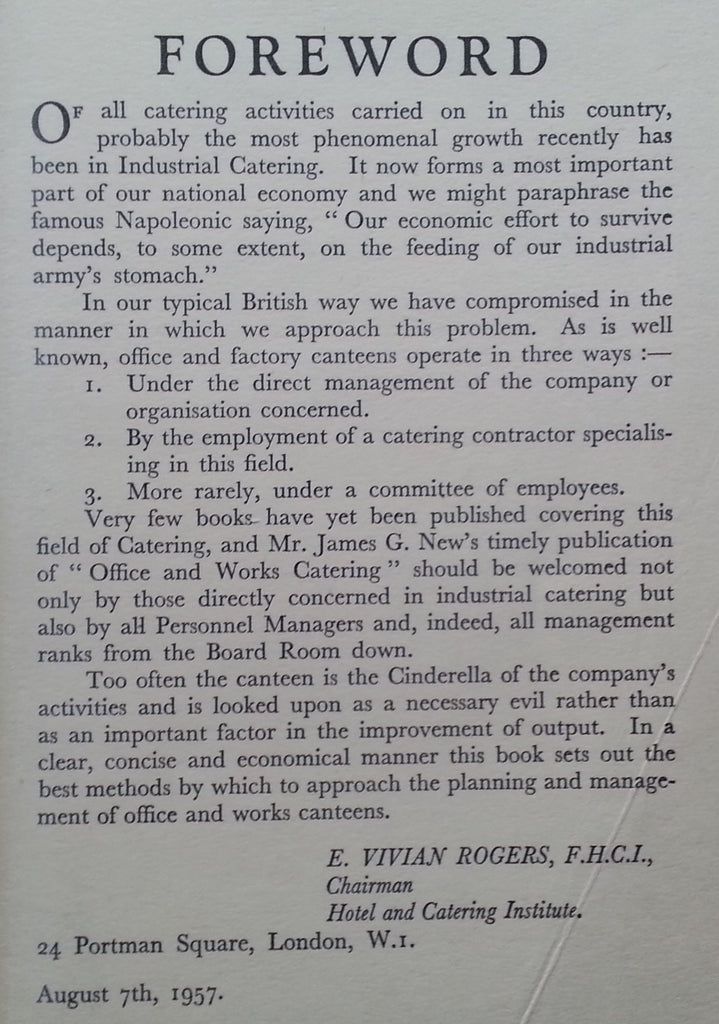 FOREWORD
OF all catering activities carried on in this country,
probably the most phenomenal growth recently has
been in Industrial Catering. It now forms a most important
part of our national economy and we might paraphrase the
famous Napoleonic saying, “ Our economic effort to survive
depends, to some extent, on the feeding of our industrial
army’s stomach.”
In our typical British way we have compromised in the
manner in which we approach this problem. As is well
known, office and factory canteens operate in three ways :—
1. Under the direct management of the company or
organisation concerned.
2. By the employment of a catering contractor specialis-
ing in this field.
3. More rarely, under a committee of employees.
Very few books have yet been published covering this
field of Catering, and Mr. James G. New’s timely publication
of “ Office and Works Catering ” should be welcomed not
only by those directly concerned in industrial catering but
also by all Personnel Managers and, indeed, all management
ranks from the Board Room down.
Too often the canteen is the Cinderella of the company’s
activities and is looked upon as a necessary evil rather than
as an important factor in the improvement of output. In a
clear, concise and economical manner this book sets out the
best methods by which to approach the planning and manage-
ment of office and works canteens.
E. VIVIAN ROGERS, F.H.C.I.,
Chairman
Hotel and Catering Institute.
24 Portman Square, London, W.1.
August 7th, 1957.